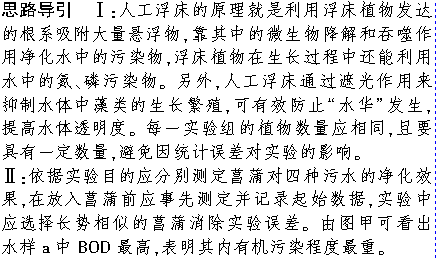 思路导引 Ⅰ:人工浮床的原理就是利用浮床植物发达
的根系吸附大量悬浮物,靠其中的微生物降解和吞噬作
用净化水中的污染物,浮床植物在生长过程中还能利用
水中的氮、磷污染物。另外,人工浮床通过遮光作用来
抑制水体中藻类的生长繁殖,可有效防止“水华”发生,
提高水体透明度。每一实验组的植物数量应相同,且要
具有一定数量,避免因统计误差对实验的影响。
Ⅱ:依据实验目的应分别测定菖蒲对四种污水的净化效
果,在放入菖蒲前应事先测定并记录起始数据,实验中
应选择长势相似的菖蒲消除实验误差。由图甲可看出
水样a中BOD最高,表明其内有机污染程度最重。